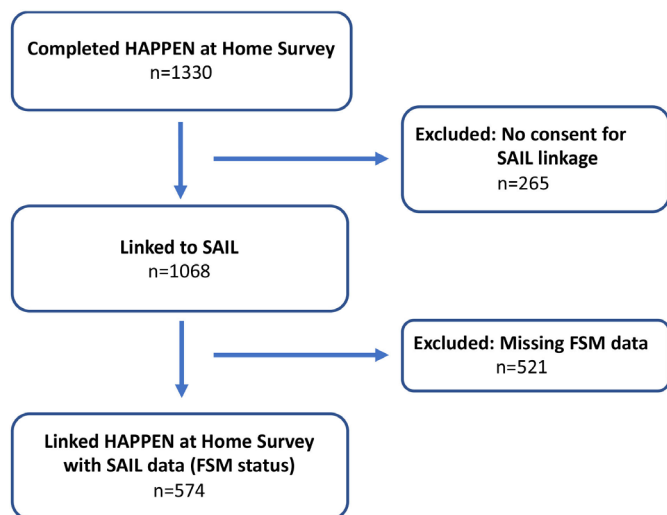 Completed HAPPEN at Home Survey
n=1330
Excluded: No consent for
SAIL linkage
n=265
Linked to SAIL
n=1068
Excluded: Missing FSM data
n=521
Linked HAPPEN at Home Survey
with SAIL data (FSM status)
n=574